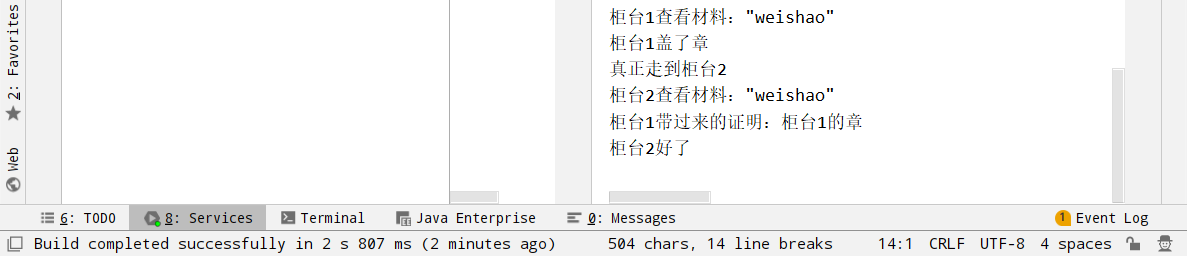 2: Favorites
Web
柜台1查看材料："weishao"
柜台1盖了章
真正走到柜台2
柜台2查看材料："weishao"
柜台1带过来的证明：柜台1的章
柜台2好了
6: TODO
8: Services
Terminal
Java Enterprise
0: Messages
1 Event Log
Build completed successfully in 2 s 807 ms (2 minutes ago)
504 chars, 14 line breaks
14:1
CRLF
UTF-8
4 spaces